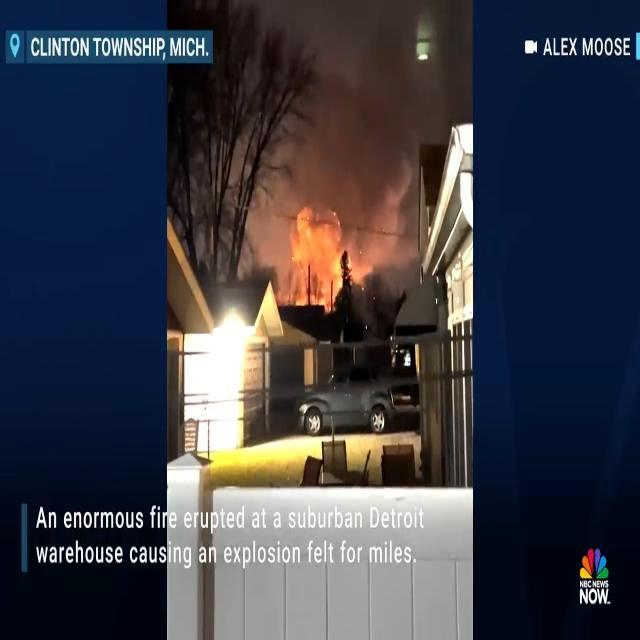 CLINTON TOWNSHIP, MICH.
ALEX MOOSE
An enormous fire erupted at a suburban Detroit
warehouse causing an explosion felt for miles.
NBC NEWS
NOW